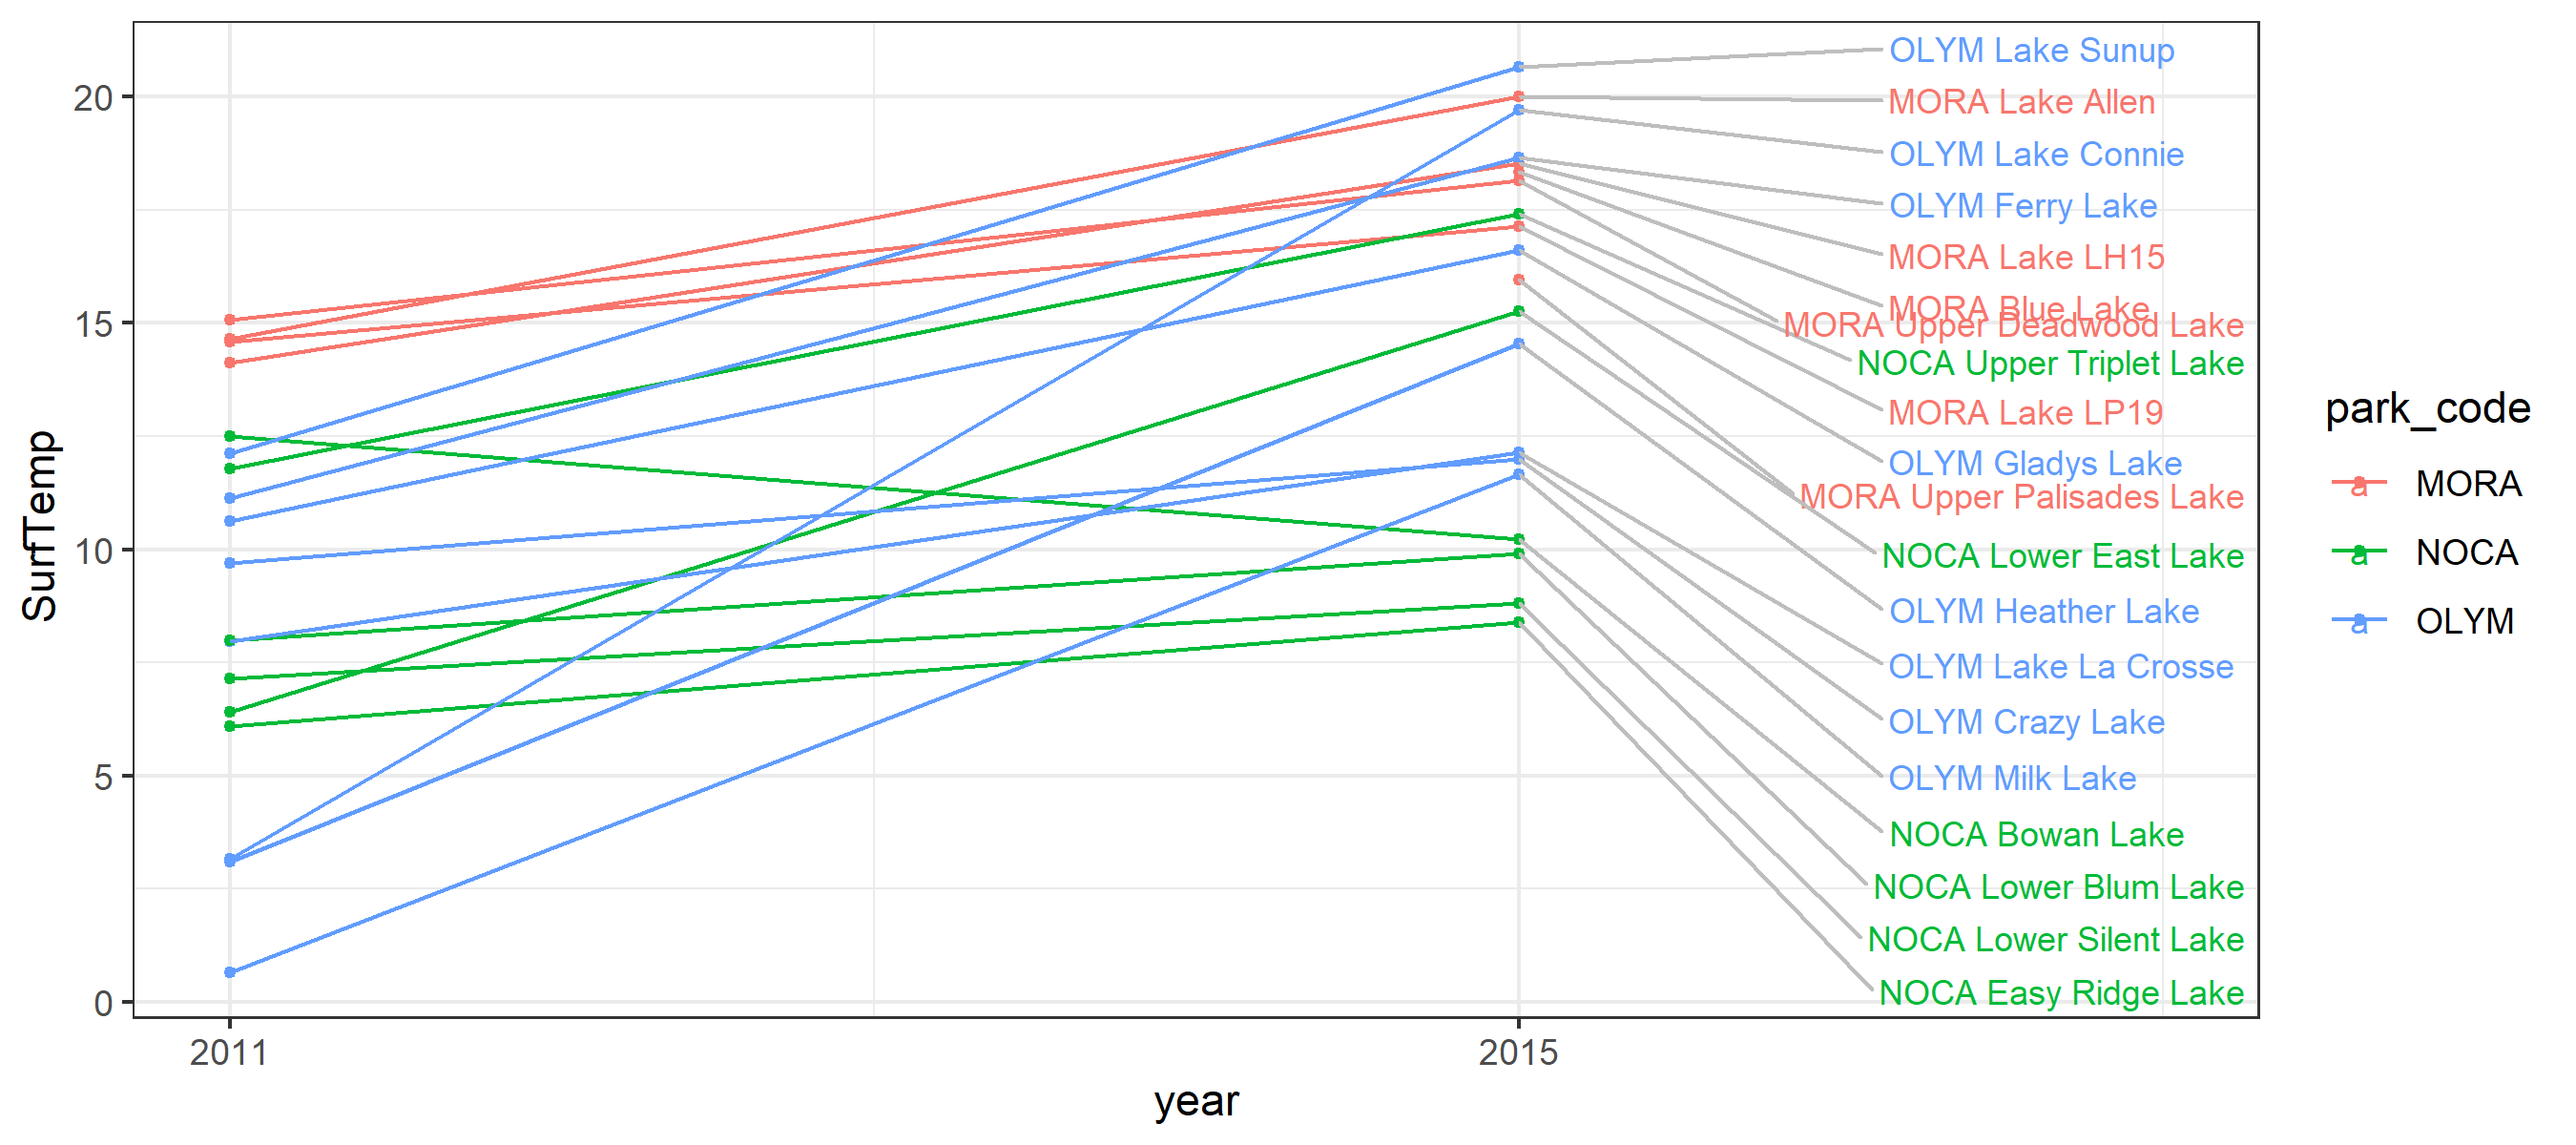 SurfTemp
20
15
10
5
0
2011
2015
year
OLYM Lake Sunup
MORA Lake Allen
OLYM Lake Connie
OLYM Ferry Lake
MORA Lake LH15
MORA Blue Lake
MORA Upper Deadwood Lake
NOCA Upper Triplet Lake
MORA Lake LP19
OLYM Gladys Lake
MORA Upper Palisades Lake
NOCA Lower East Lake
OLYM Heather Lake
OLYM Lake La Crosse
OLYM Crazy Lake
OLYM Milk Lake
NOCA Bowan Lake
NOCA Lower Blum Lake
NOCA Lower Silent Lake
NOCA Easy Ridge Lake
park_code
a MORA
a NOCA
a OLYM